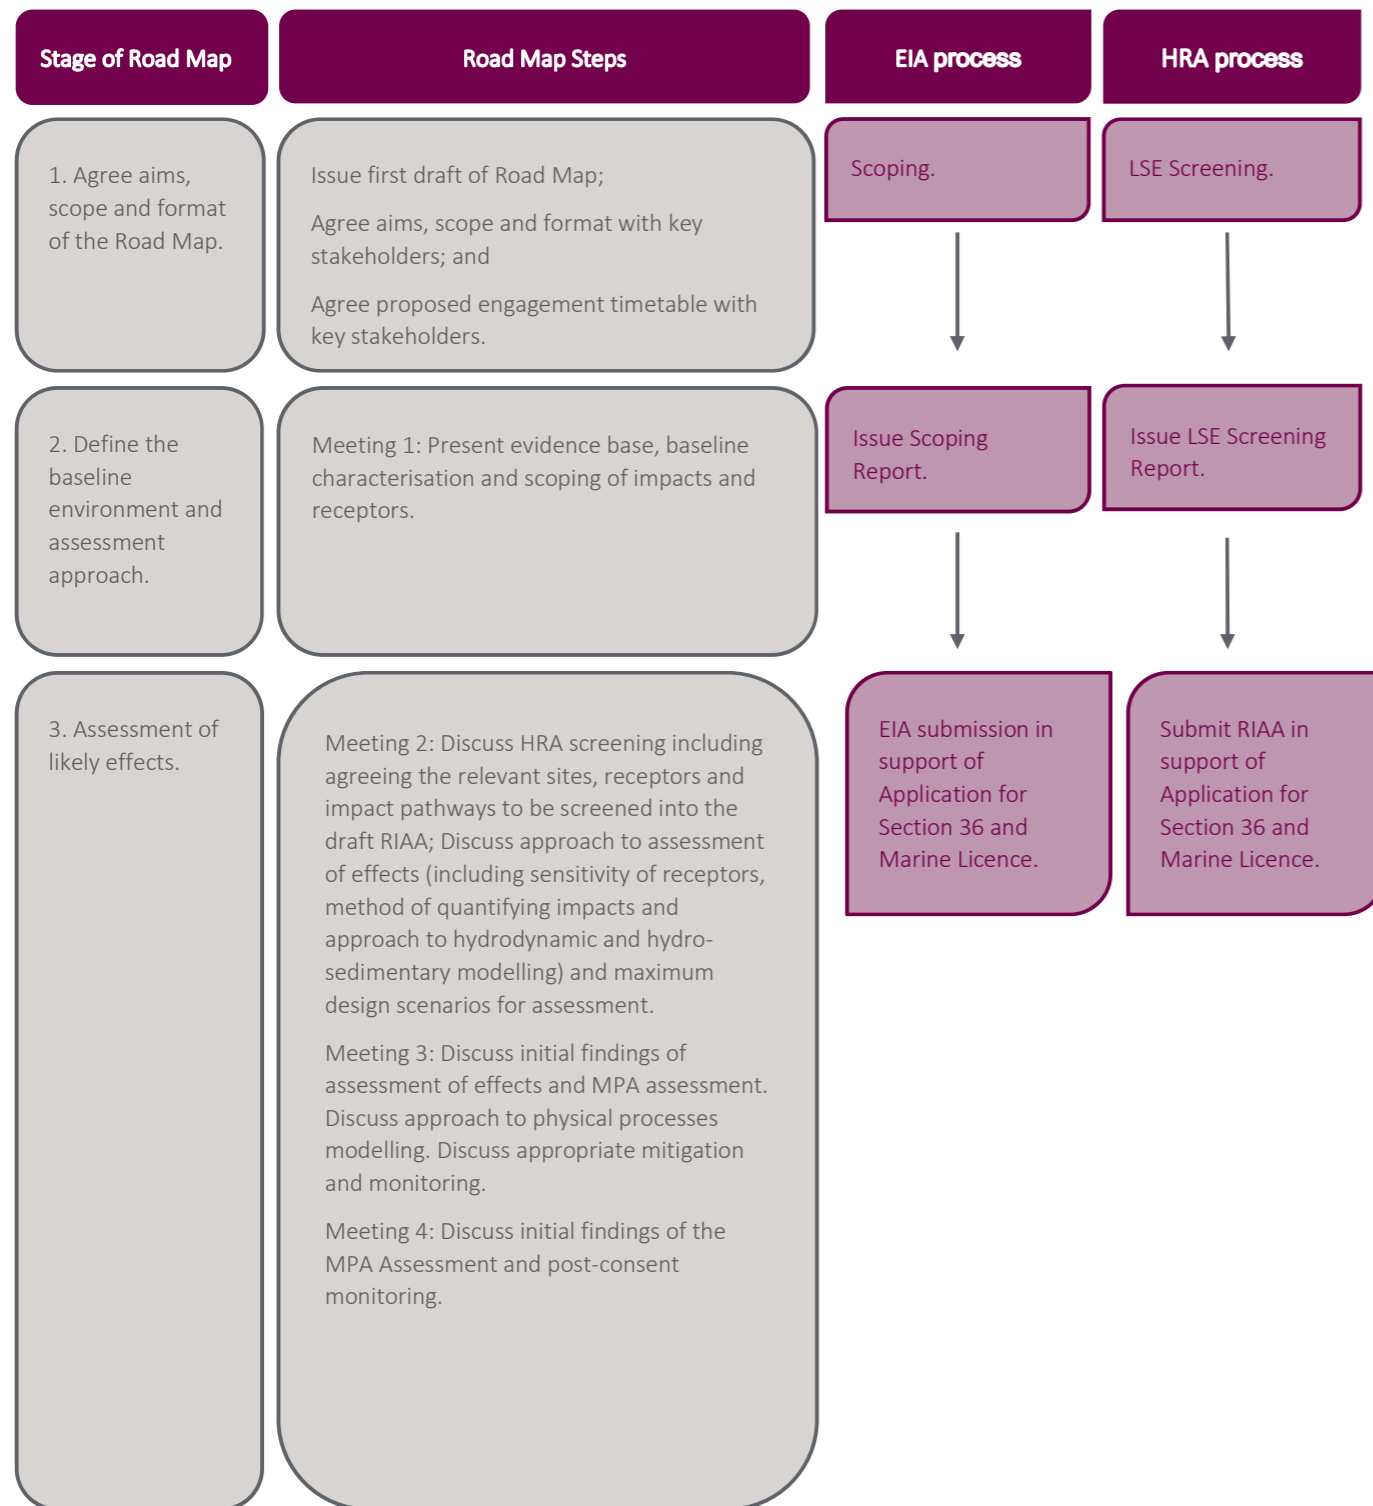 Stage of Road Map
Road Map Steps
EIA process
HRA process
1. Agree aims,
scope and format
of the Road Map.
Issue first draft of Road Map;
Agree aims, scope and format with key
stakeholders; and
Agree proposed engagement timetable with
key stakeholders.
Scoping.
LSE Screening.
2. Define the
baseline
environment and
assessment
approach.
Meeting 1: Present evidence base, baseline
characterisation and scoping of impacts and
receptors.
Issue Scoping
Report.
Issue LSE Screening
Report.
3. Assessment of
likely effects.
Meeting 2: Discuss HRA screening including
agreeing the relevant sites, receptors and
impact pathways to be screened into the
draft RIAA; Discuss approach to assessment
of effects (including sensitivity of receptors,
method of quantifying impacts and
approach to hydrodynamic and hydro-
sedimentary modelling) and maximum
design scenarios for assessment.
Meeting 3: Discuss initial findings of
assessment of effects and MPA assessment.
Discuss approach to physical processes
modelling. Discuss appropriate mitigation
and monitoring.
Meeting 4: Discuss initial findings of the
MPA Assessment and post-consent
monitoring.
EIA submission in
support of
Application for
Section 36 and
Marine Licence.
Submit RIAA in
support of
Application for
Section 36 and
Marine Licence.